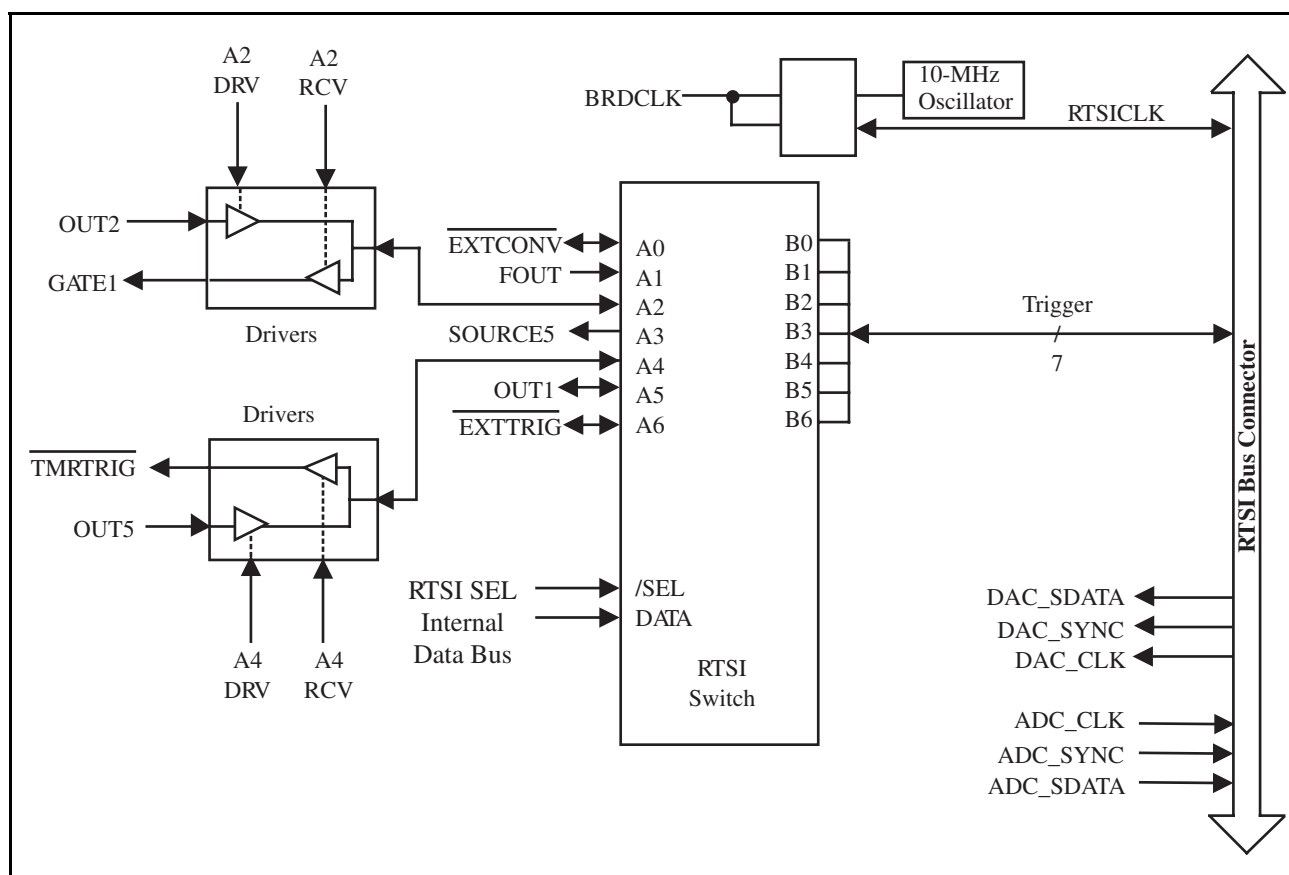 A2
DRV
A2
RCV
OUT2
GATE1
Drivers
Drivers
TMRTRIG
OUT5
A4
DRV
A4
RCV
BRDCLK
10-MHz
Oscillator
RTSICLK
EXTCONV
FOUT
SOURCE5
OUT1
EXTTRIG
A0
A1
A2
A3
A4
A5
A6
B0
B1
B2
B3
B4
B5
B6
Trigger
/
7
RTSI SEL
Internal
Data Bus
/SEL
DATA
RTSI
Switch
RTSI Bus Connector
DAC_SDATA
DAC_SYNC
DAC_CLK
ADC_CLK
ADC_SYNC
ADC_SDATA